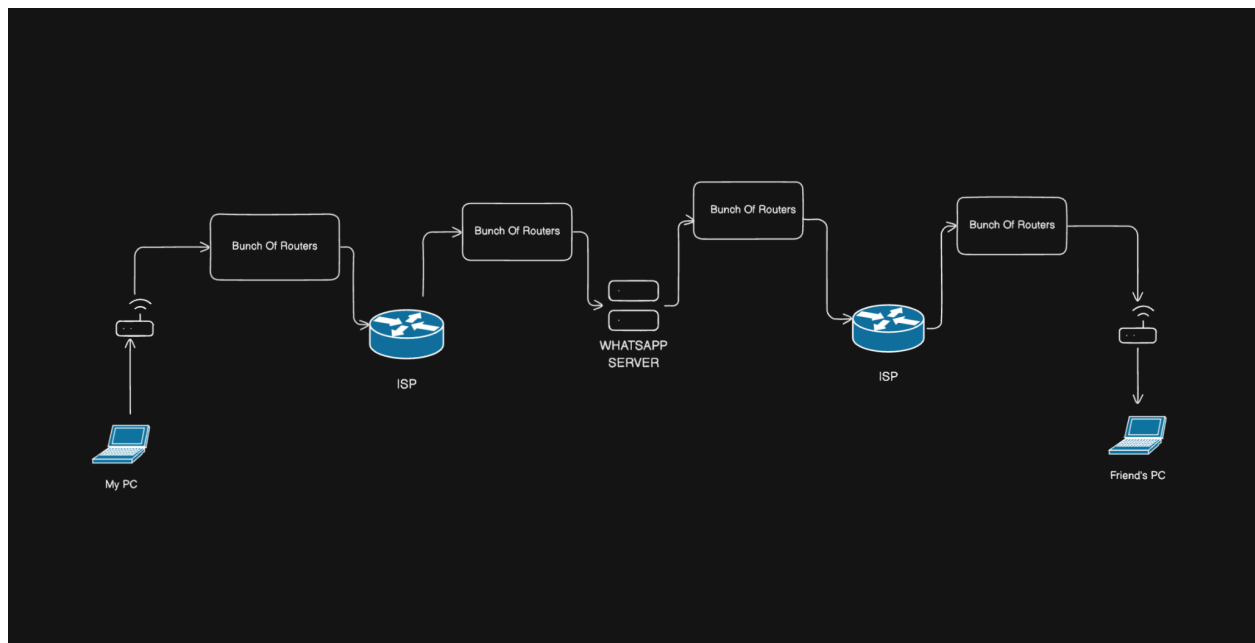 Bunch Of Routers
Bunch Of Routers
Bunch Of Routers
Bunch Of Routers
WHATSAPP
SERVER
ISP
ISP
My PC
Friend's PC